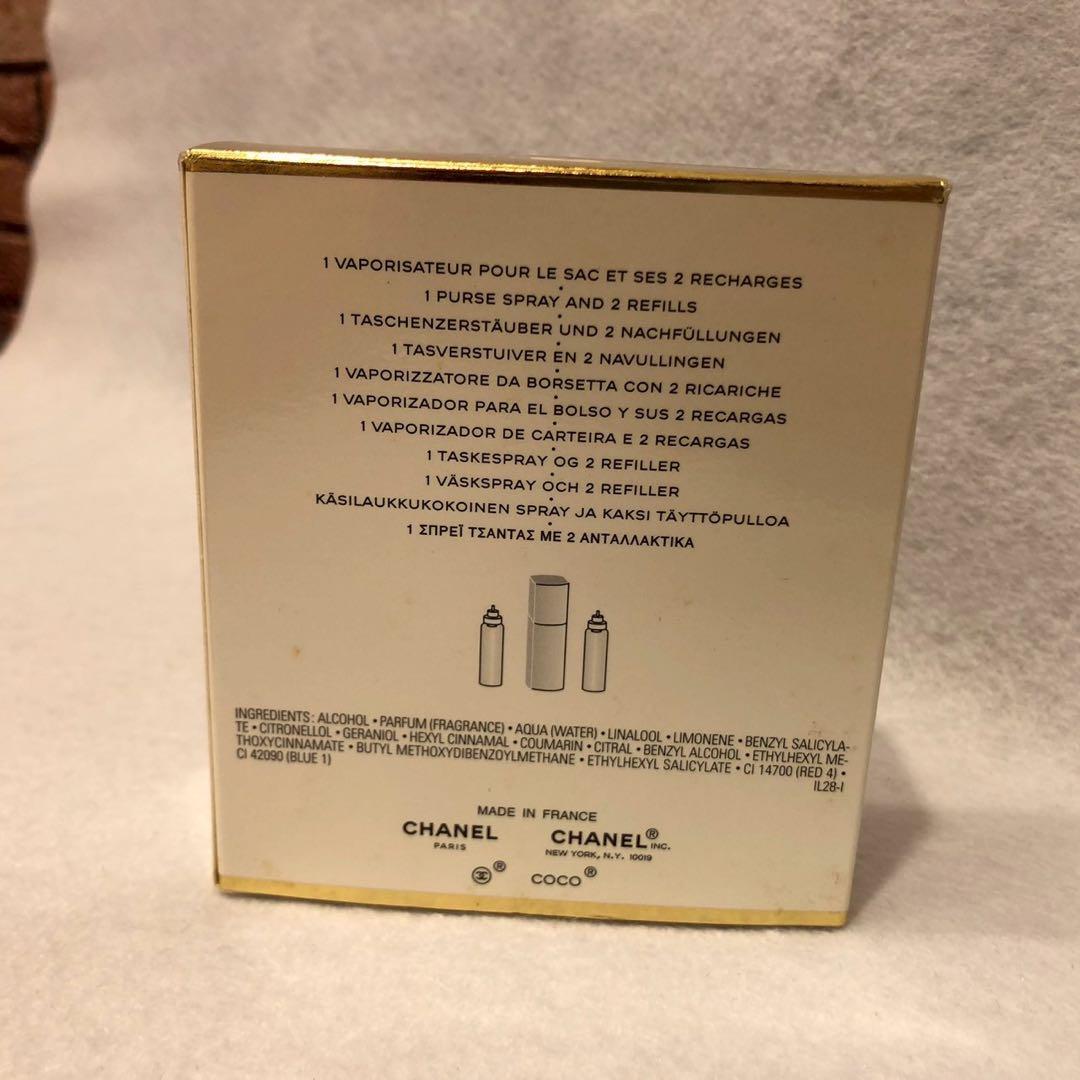 1 VAPORISATEUR POUR LE SAC ET SES 2 RECHARGES
•
1 PURSE SPRAY AND 2 REFILLS
•
1 TASCHENZERSTÄUBER UND 2 NACHFÜLLUNGEN
•
1 TASVERSTUIVER EN 2 NAVULLINGEN
•
1 VAPORIZZATORE DA BORSETTA CON 2 RICARICHE
•
1 VAPORIZADOR PARA EL BOLSO Y SUS 2 RECARGAS
•
1 VAPORIZADOR DE CARTEIRA E 2 RECARGAS
•
1 TASKESPRAY OG 2 REFILLER
•
1 VÄSKSPRAY OCH 2 REFILLER
•
KÄSILAUKKUKOKOINEN SPRAY JA KAKSI TÄYTTÖPULLOA
•
1 ΣΠΡΕΪ ΤΣΑΝΤΑΣ ΜΕ 2 ΑΝΤΑΛΛΑΚΤΙΚΑ
INGREDIENTS: ALCOHOL • PARFUM (FRAGRANCE) • AQUA (WATER) • LINALOOL • LIMONENE • BENZYL SALICYLA-
TE • CITRONELLOL • GERANIOL • HEXYL CINNAMAL • COUMARIN • CITRAL • BENZYL ALCOHOL • ETHYLHEXYL ME-
THOXYCINNAMATE • BUTYL METHOXYDIBENZOYLMETHANE • ETHYLHEXYL SALICYLATE • CI 14700 (RED 4) •
CI 42090 (BLUE 1)
IL28-I
MADE IN FRANCE
CHANEL CHANEL® INC.
PARIS NEW YORK, N.Y. 10019
® COCO®